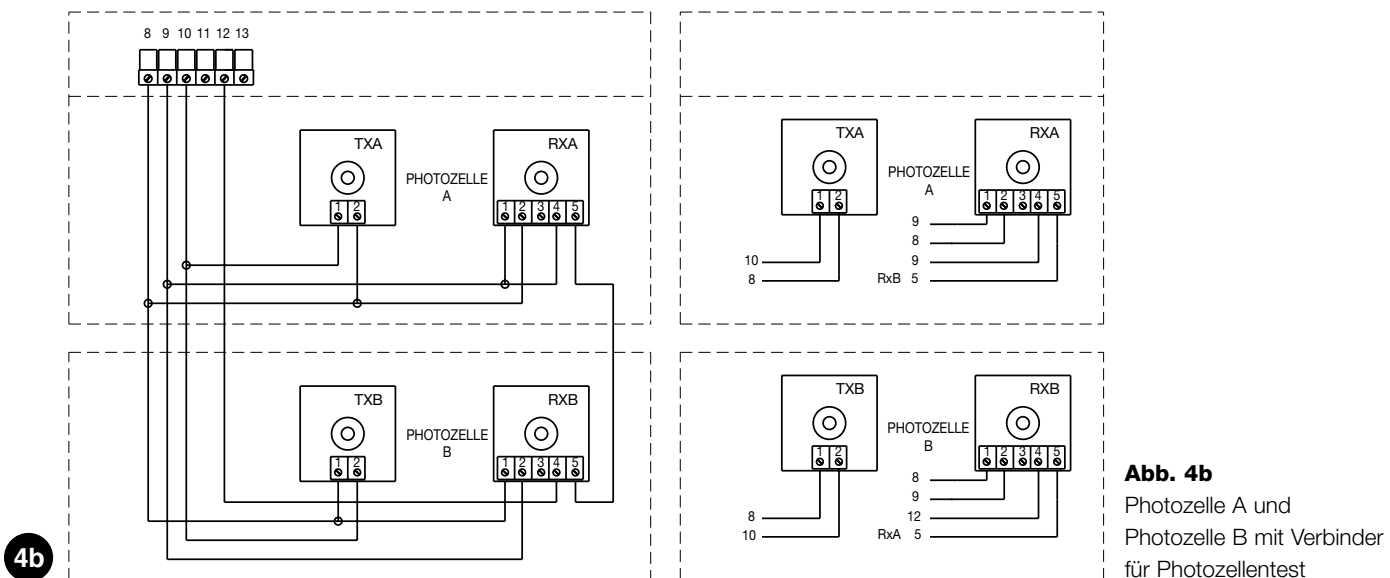 8 9 10 11 12 13
TXA
RXA
PHOTOZELLE
A
1 2
1 2 3 4 5
TXB
RXB
PHOTOZELLE
B
1 2
1 2 3 4 5
TXA
RXA
PHOTOZELLE
A
1 2
1 2 3 4 5
9
8
10
9
8
RxB 5
TXB
RXB
PHOTOZELLE
B
1 2
1 2 3 4 5
8
9
8
12
10
RxA 5
4b
Abb. 4b
Photozelle A und
Photozelle B mit Verbinder
für Photozellentest